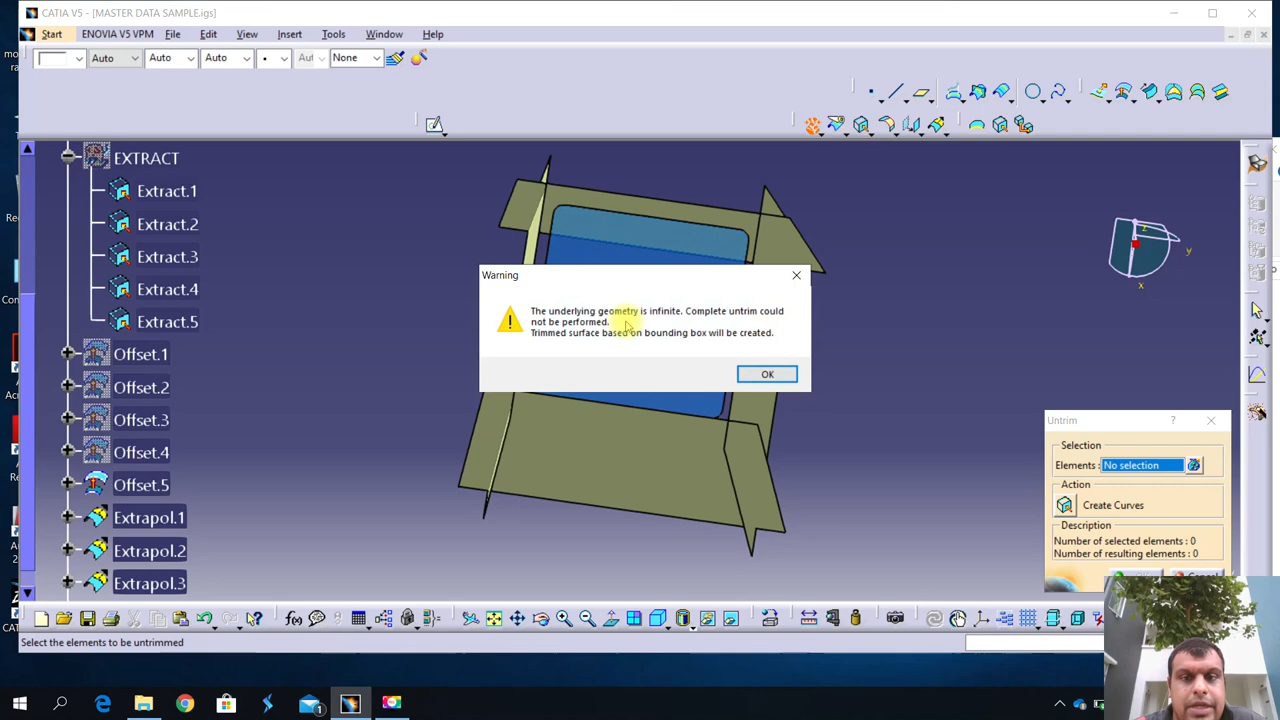 CATIA V5 - [MASTER DATA SAMPLE.igs]
Start ENOVIA V5 VPM File Edit View Insert Tools Window Help
Auto Auto Auto Aut None
EXTRACT
Extract.1
Extract.2
Extract.3
Extract.4
Extract.5
Offset.1
Offset.2
Offset.3
Offset.4
Offset.5
Extrapol.1
Extrapol.2
Extrapol.3
z
y
x
Warning
The underlying geometry is infinite. Complete untrim could
not be performed.
Trimmed surface based on bounding box will be created.
OK
Untrim ?
Selection
Elements: No selection
Action
Create Curves
Description
Number of selected elements : 0
Number of resulting elements : 0
Cancel
f(x)
Select the elements to be untrimmed
1